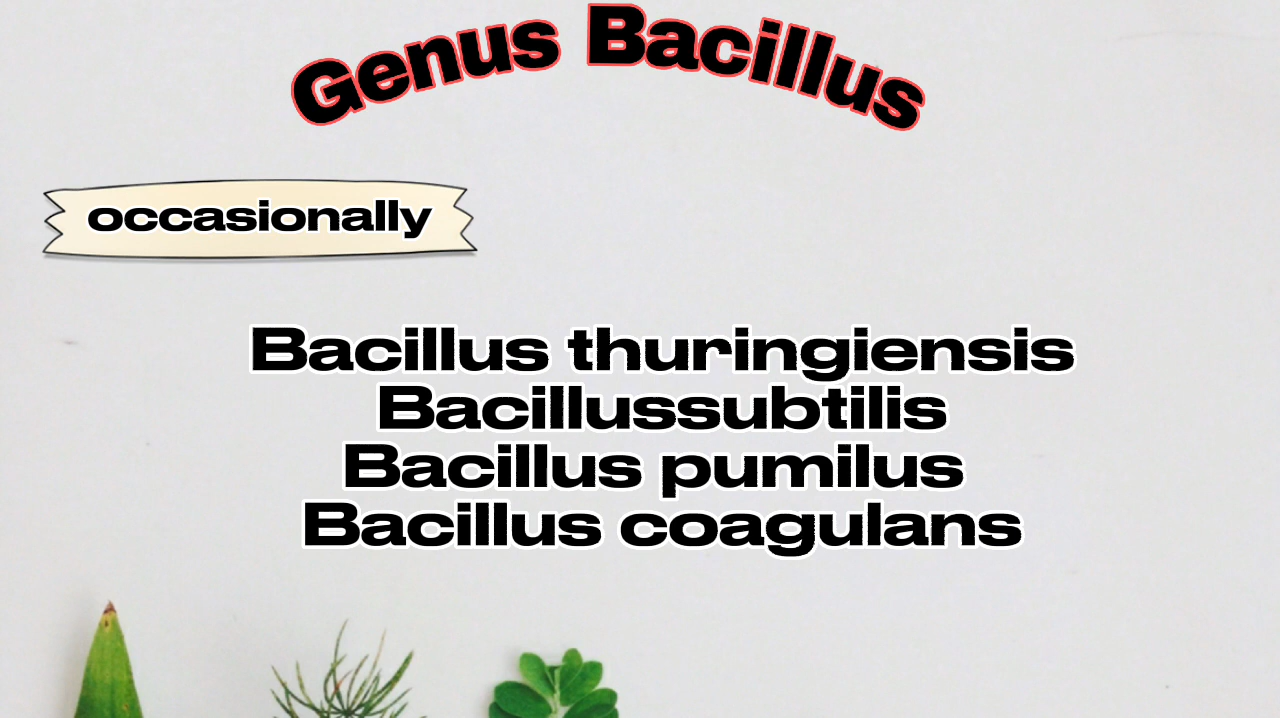 Genus Bacillus
occasionally
Bacillus thuringiensis
Bacillussubtilis
Bacillus pumilus
Bacillus coagulans